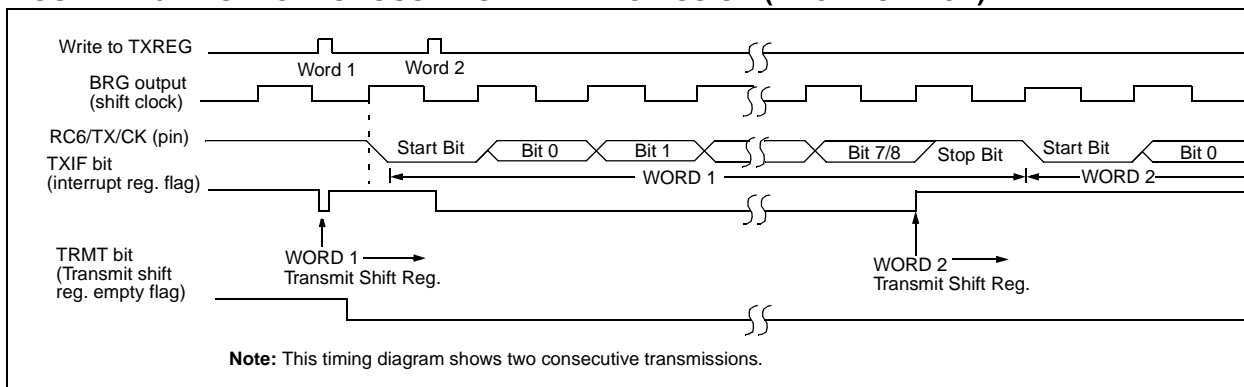 Write to TXREG
Word 1
Word 2
BRG output
(shift clock)
RC6/TX/CK (pin)
Start Bit
Bit 0
Bit 1
Bit 7/8
Stop Bit
Start Bit
Bit 0
TXIF bit
(interrupt reg. flag)
WORD 1
WORD 2
TRMT bit
(Transmit shift
reg. empty flag)
WORD 1
Transmit Shift Reg.
WORD 2
Transmit Shift Reg.
Note: This timing diagram shows two consecutive transmissions.